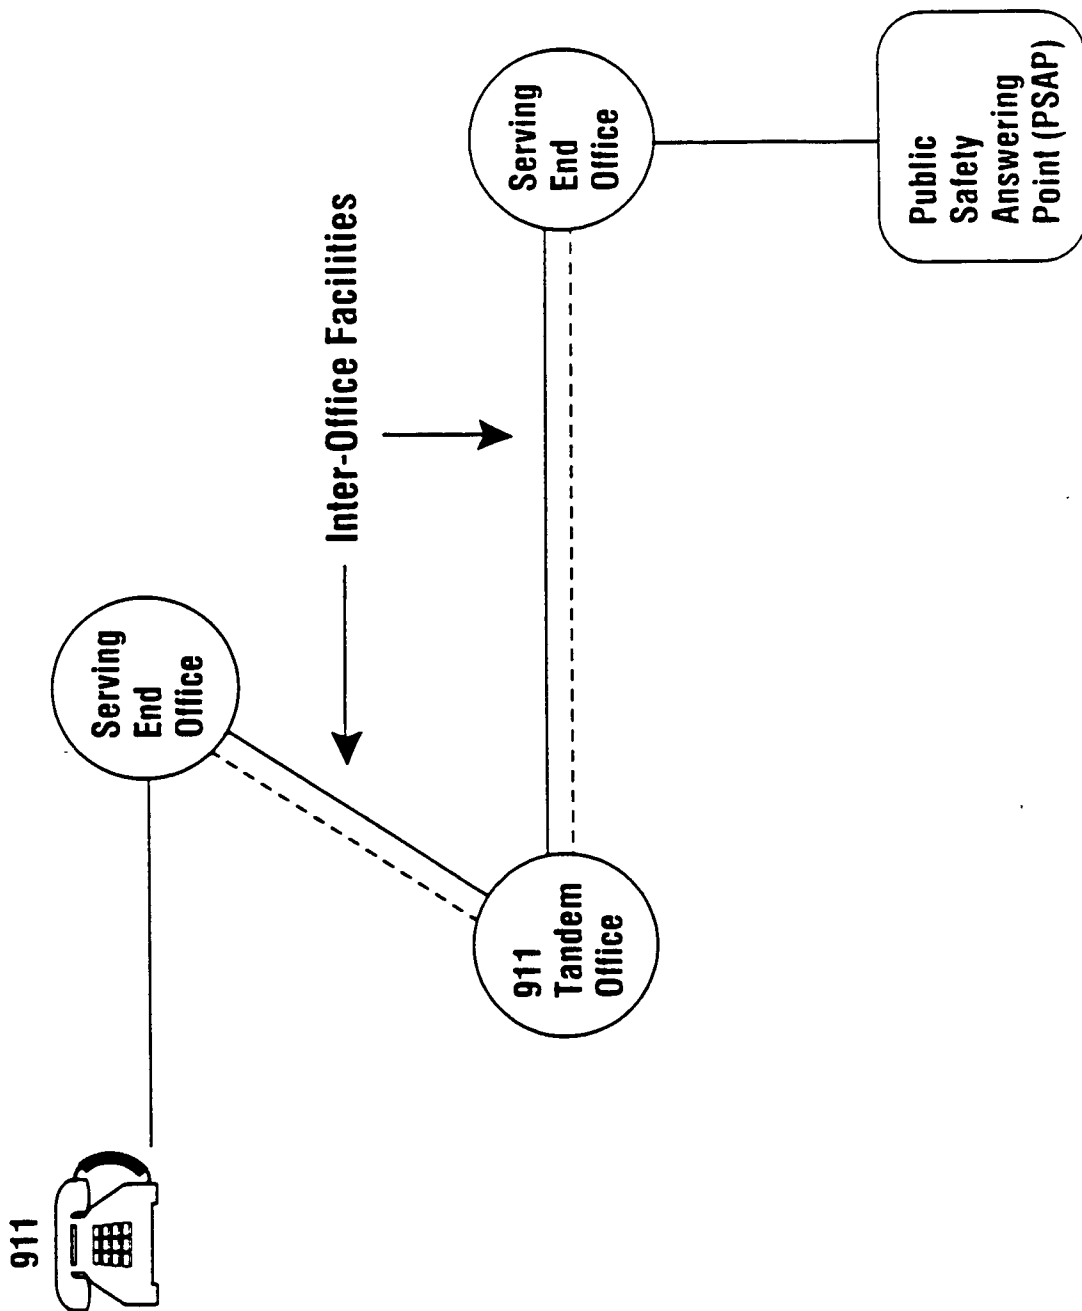 911
Serving
End
Office
Inter-Office Facilities
911
Tandem
Office
Serving
End
Office
Public
Safety
Answering
Point (PSAP)